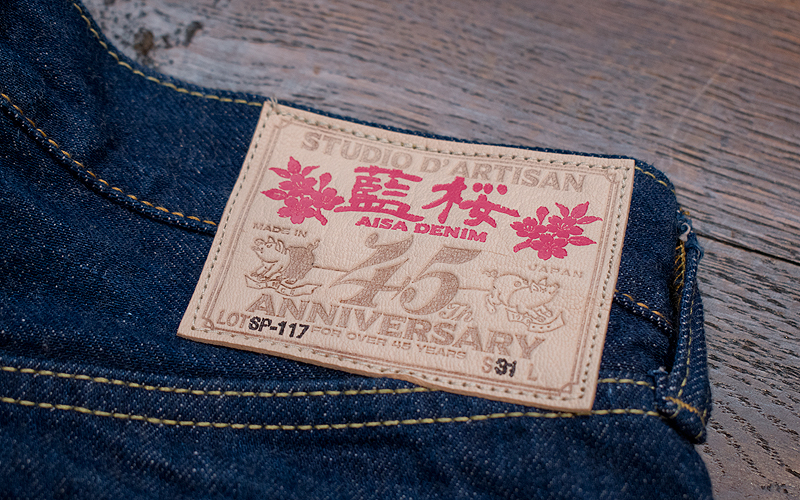 STUDIO D'ARTISAN
藍桜
AISA DENIM
MADE IN
JAPAN
45Th
ANNIVERSARY
LOT SP-117 FOR OVER 45 YEARS
S 31 L